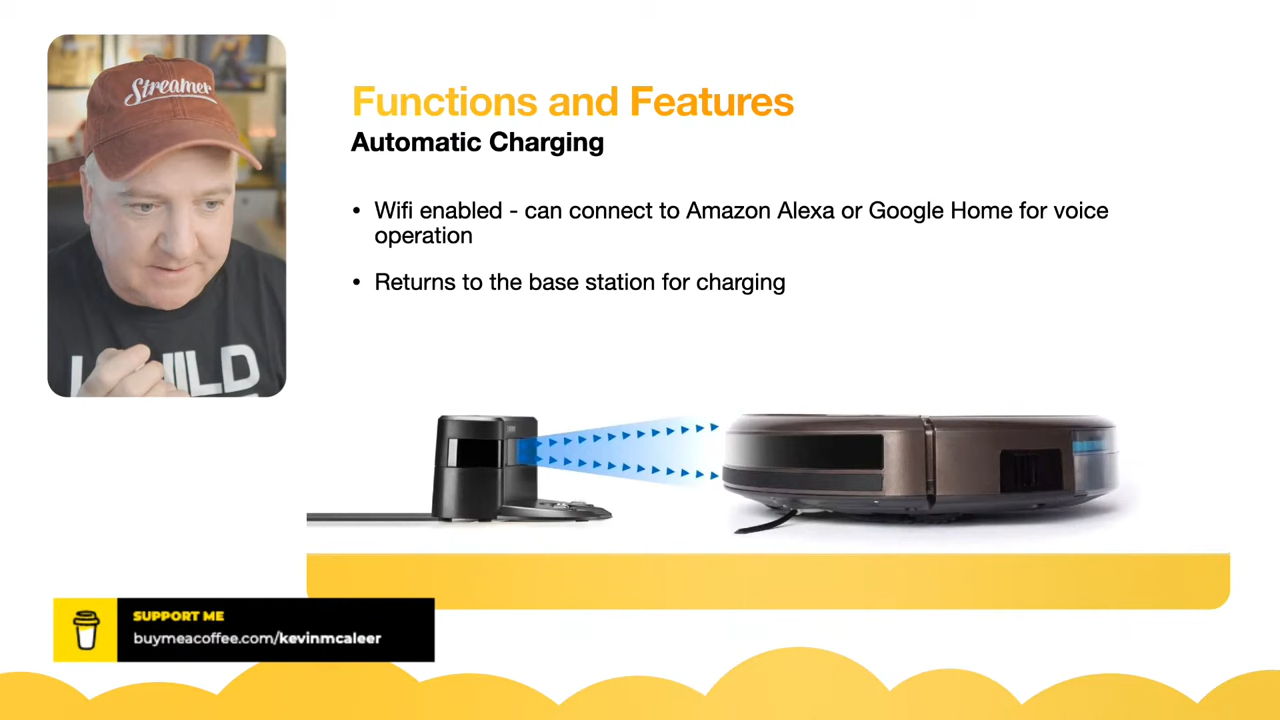 Streamer
Functions and Features
Automatic Charging
• Wifi enabled - can connect to Amazon Alexa or Google Home for voice
operation
• Returns to the base station for charging
SUPPORT ME
buymeacoffee.com/kevinmcaleer